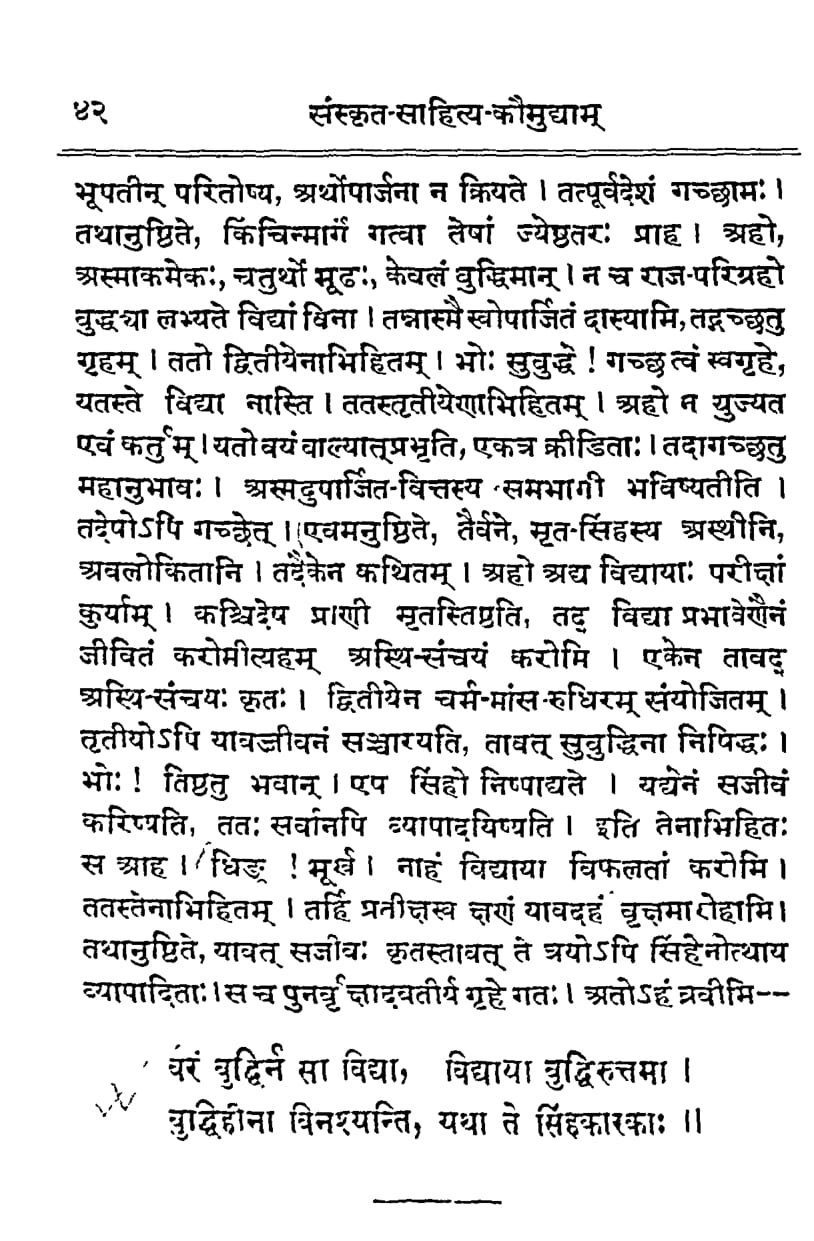 ४२ संस्कृत-साहित्य-कौमुद्याम्
भूपतीन् परितोष्य, अर्थोपार्जना न क्रियते । तत्पूर्वदेशं गच्छामः ।
तथानुष्ठिते, किंचिन्मार्गं गत्वा तेषां ज्येष्ठतरः प्राह । अहो,
अस्माकमेकः, चतुर्थो मूढः, केवलं बुद्धिमान् । न च राज-परिग्रहो
बुद्ध्या लभ्यते विद्यां विना । तन्नास्मै स्वोपार्जितं दास्यामि, तद्गच्छतु
गृहम् । ततो द्वितीयेनाभिहितम् । भोः सुबुद्धे ! गच्छ त्वं स्वगृहे,
यतस्ते विद्या नास्ति । ततस्तृतीयेणाभिहितम् । अहो न युज्यत
एवं कर्तुम् । यतो वयं वाल्यात्प्रभृति, एकत्र क्रीडिताः । तदागच्छतु
महानुभावः । अस्मदुपार्जित-वित्तस्य समभागी भविष्यतीति ।
तदेषोऽपि गच्छेत् । एवमनुष्ठिते, तैर्वने, मृत-सिंहस्य अस्थीनि,
अवलोकितानि । तदैकेन कथितम् । अहो अद्य विद्यायाः परीक्षां
कुर्याम् । कश्चिदेष प्राणी मृतस्तिष्ठति, तद् विद्या प्रभावेणैनं
जीवितं करोमीत्यहम् अस्थि-संचयं करोमि । एकेन तावद्
अस्थि-संचयः कृतः । द्वितीयेन चर्म-मांस-रुधिरम् संयोजितम् ।
तृतीयोऽपि यावज्जीवनं सञ्चारयति, तावत् सुबुद्धिना निषिद्धः ।
भोः ! तिष्ठतु भवान् । एष सिंहो निष्पाद्यते । यद्येनं सजीवं
करिष्यति, ततः सर्वानपि व्यापादयिष्यति । इति तेनाभिहितः
स आह । धिङ् ! मूर्ख । नाहं विद्याया विफलतां करोमि ।
ततस्तेनाभिहितम् । तर्हि प्रतीक्षस्व क्षणं यावदहं वृक्षमारोहामि ।
तथानुष्ठिते, यावत् सजीवः कृतस्तावत् ते त्रयोऽपि सिंहेनोत्थाय
व्यापादिताः । स च पुनर्वृक्षादवतीर्य गृहे गतः । अतोऽहं ब्रवीमि--
वरं बुद्धिर्न सा विद्या, विद्याया बुद्धिरुत्तमा ।
बुद्धिहीना विनश्यन्ति, यथा ते सिंहकारकाः ॥